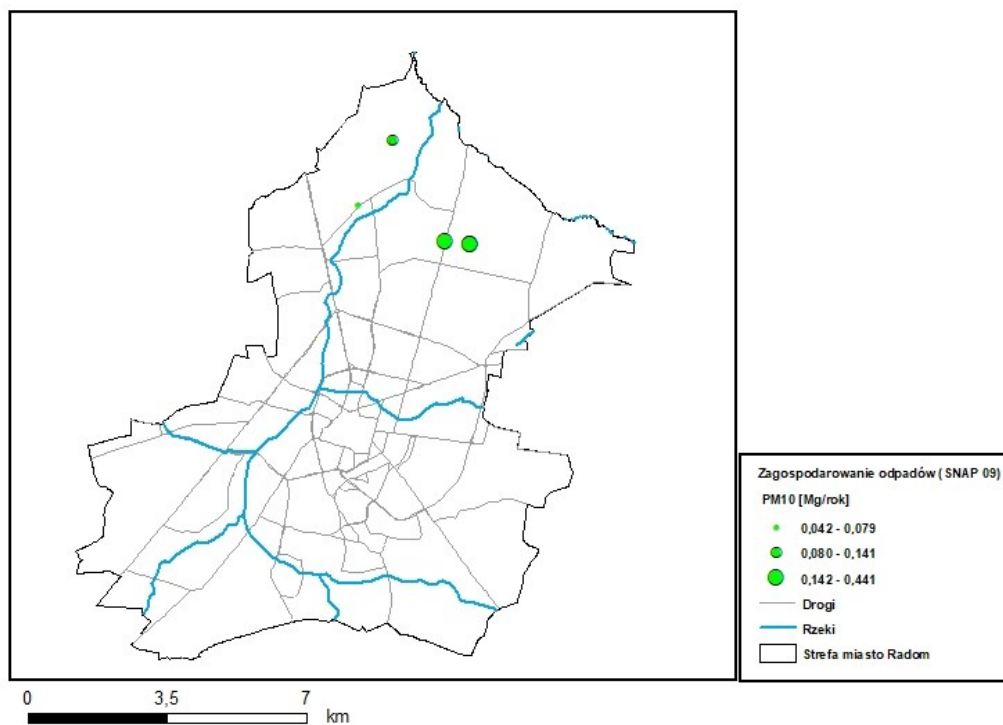 Zagospodarowanie odpadów ( SNAP 09)
PM10 [Mg/rok]
0,042 - 0,079
0,080 - 0,141
0,142 - 0,441
Drogi
Rzeki
Strefa miasto Radom
0 3,5 7
km